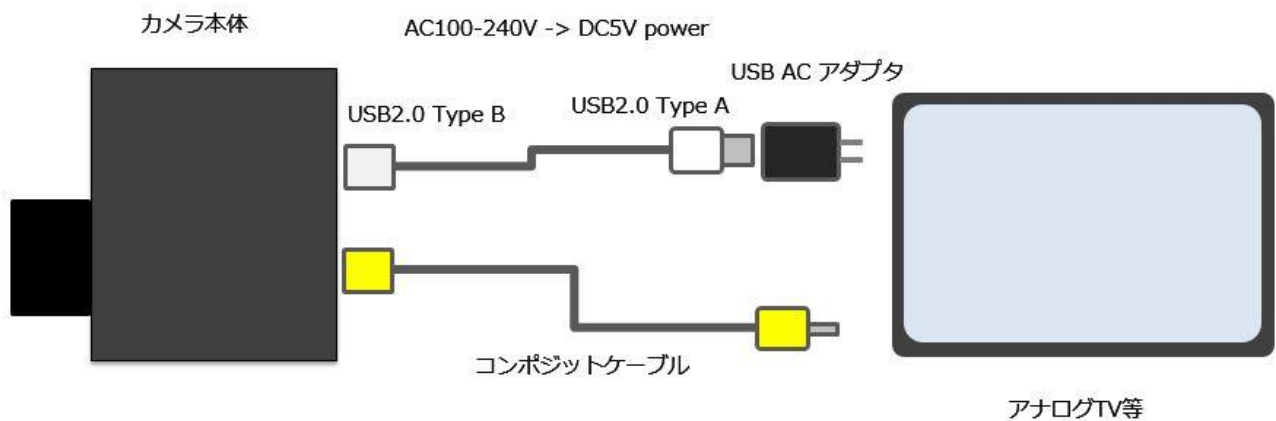 カメラ本体
AC100-240V -> DC5V power
USB AC アダプタ
USB2.0 Type B
USB2.0 Type A
コンポジットケーブル
アナログTV等